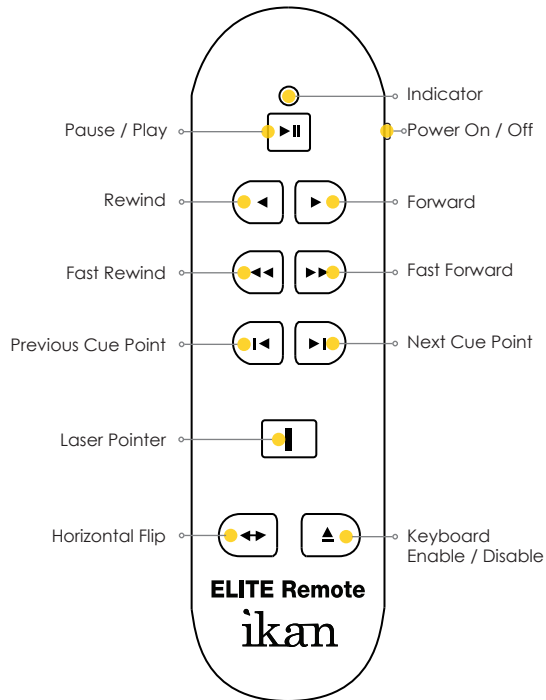 Indicator
Pause / Play
Power On / Off
Rewind
Forward
Fast Rewind
Fast Forward
Previous Cue Point
Next Cue Point
Laser Pointer
Horizontal Flip
Keyboard
Enable / Disable
ELITE Remote
ikan